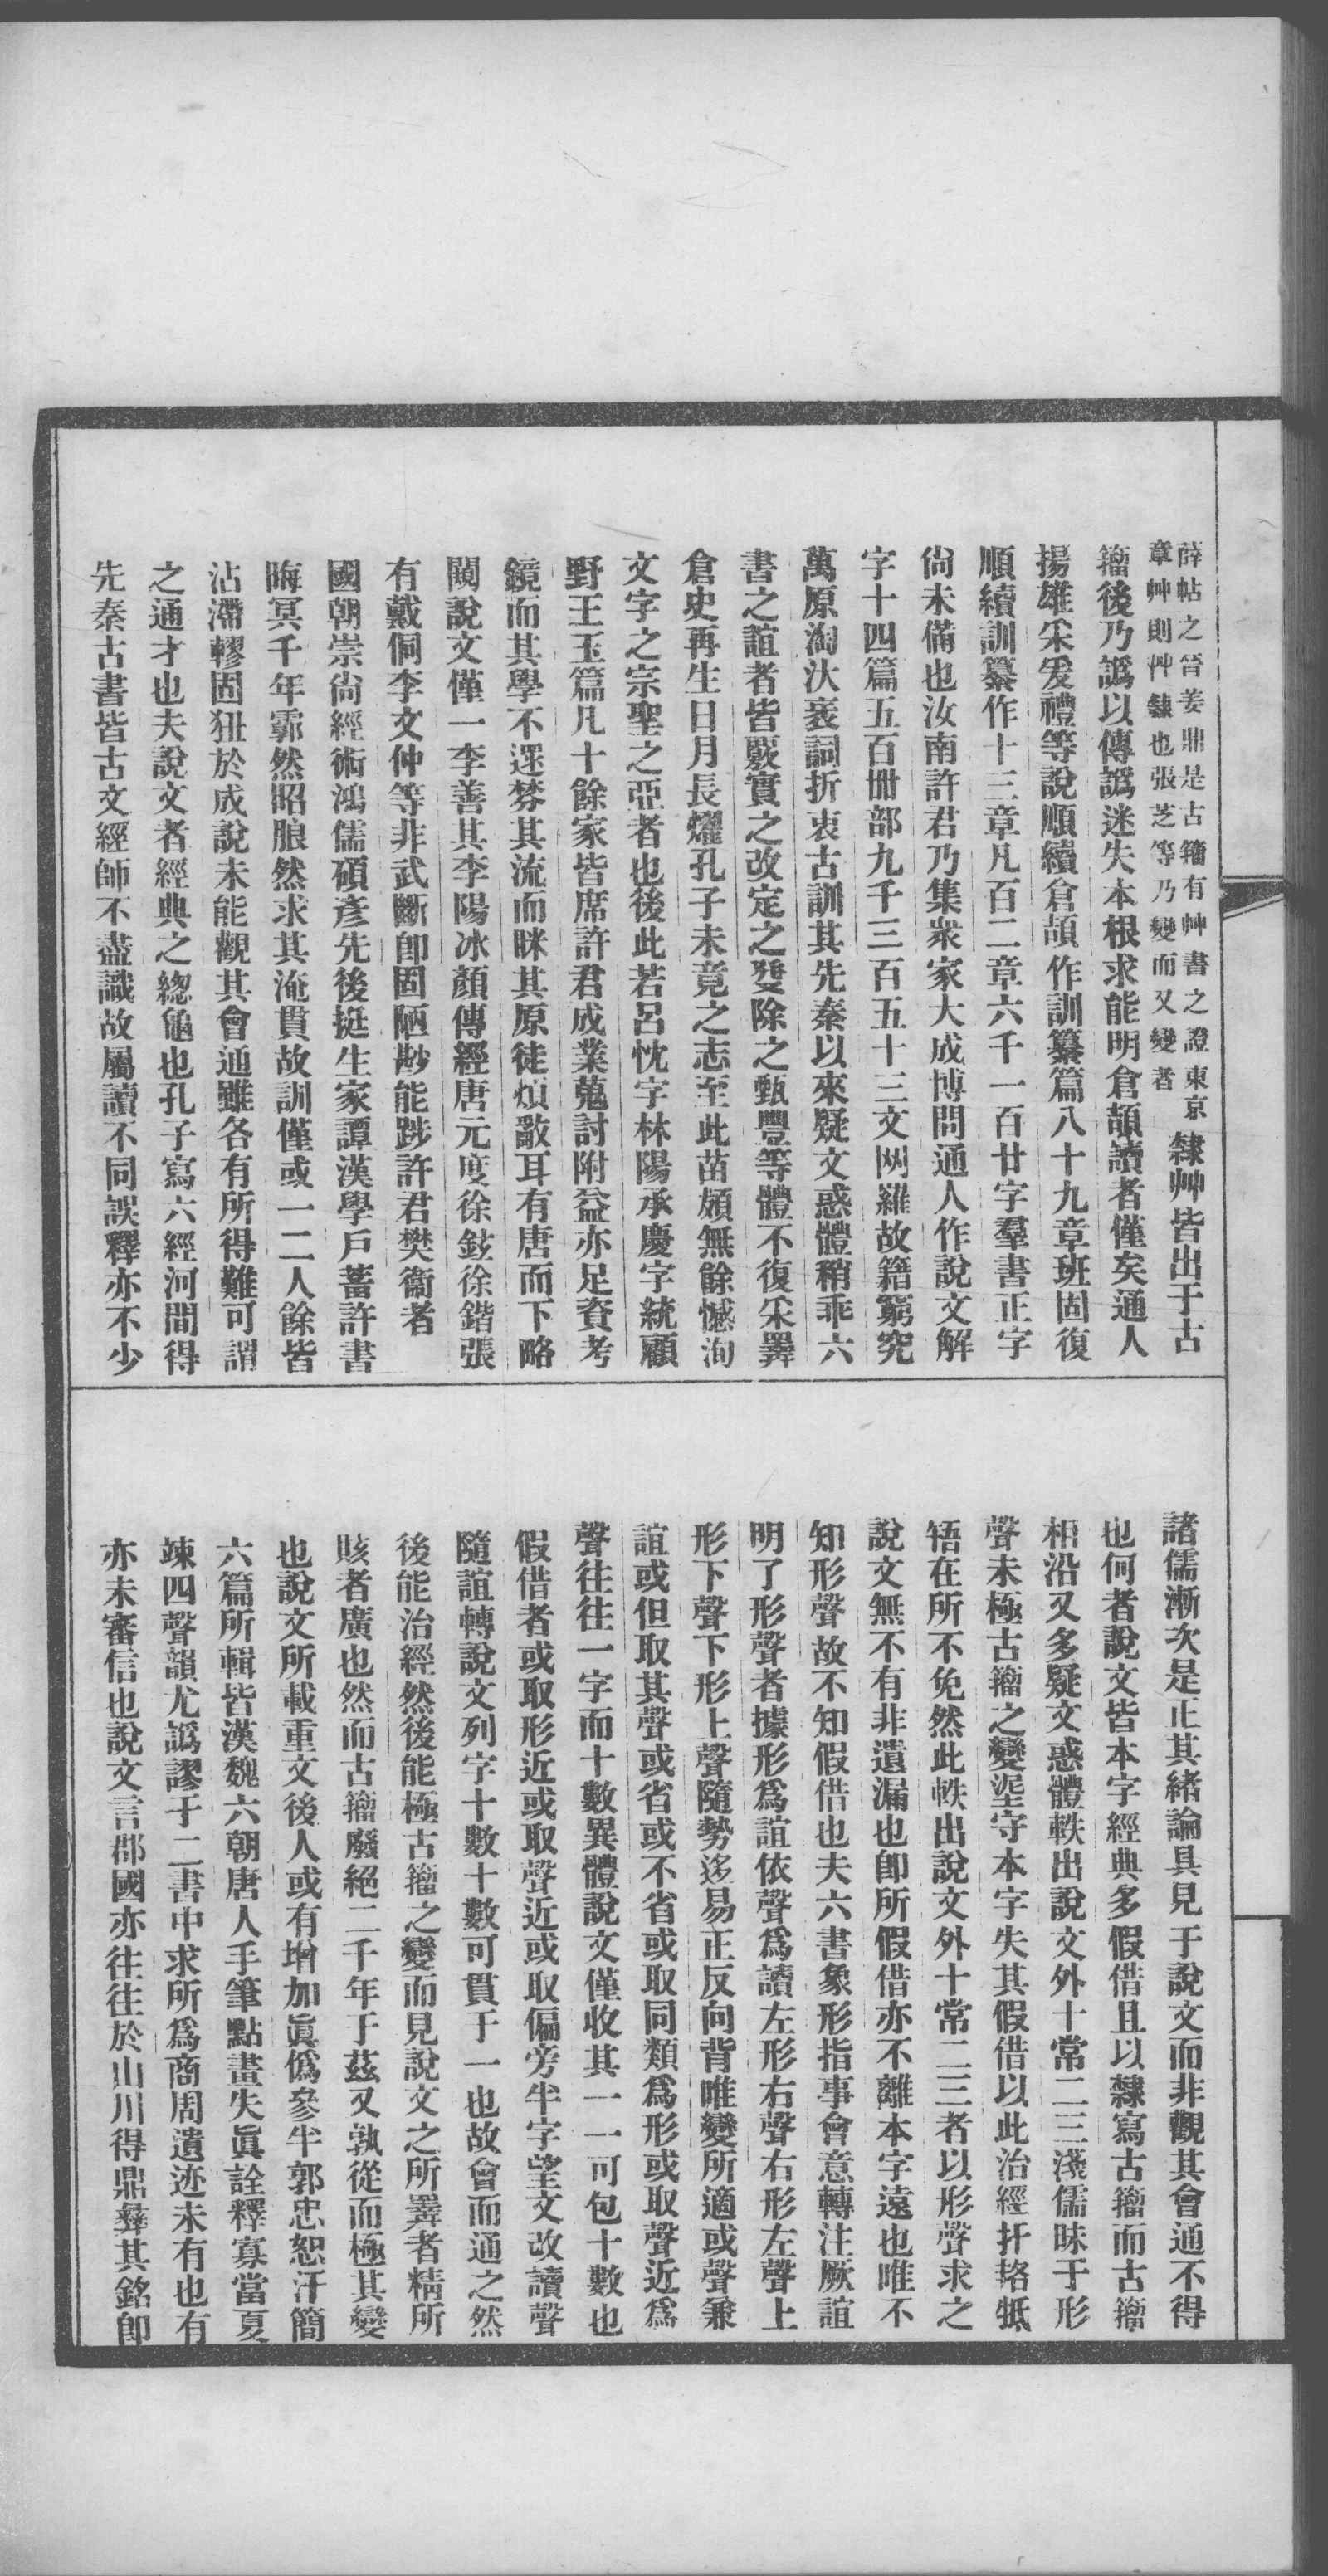 薛帖之晉姜鼎是古籀有艸書之證東京
章艸則艸隸也張芝等乃變而又變者
隸艸皆出于古
籀後乃譌以傳譌迷失本根求能明倉頡讀者僅矣通人
揚雄采爰禮等說順續倉頡作訓纂篇八十九章班固復
順續訓纂作十三章凡百二章六千一百廿字羣書正字
尙未備也汝南許君乃集衆家大成博問通人作說文解
字十四篇五百卌部九千三百五十三文网羅故籍窮究
萬原淘汰裒詞折衷古訓其先秦以來疑文惑體稍乖六
書之誼者皆覈實之改定之發除之甄豐等體不復采羼
倉史再生日月長燿孔子未竟之志至此苗頗無餘憾洵
文字之宗聖之亞者也後此若呂忱字林陽承慶字統顧
野王玉篇凡十餘家皆席許君成業蒐討附益亦足資考
鏡而其學不遝棼其流而眯其原徒煩敿耳有唐而下略
闚說文僅一李善其李陽冰顏傳經唐元度徐鉉徐鍇張
有戴侗李文仲等非武斷卽固陋尟能踄許君樊衞者
國朝崇尙經術鴻儒碩彥先後挺生家譚漢學戶蓄許書
晦冥千年霩然昭朖然求其淹貫故訓僅或一二人餘皆
沾滯轇固狃於成說未能觀其會通雖各有所得難可謂
之通才也夫說文者經典之緫龜也孔子寫六經河間得
先秦古書皆古文經師不盡識故屬讀不同誤釋亦不少
諸儒漸次是正其緒論具見于說文而非觀其會通不得
也何者說文皆本字經典多假借且以隸寫古籀而古籀
相沿又多疑文惑體軼出說文外十常二三淺儒昧于形
聲未極古籀之變涅守本字失其假借以此治經扞輅牴
牾在所不免然此軼出說文外十常二三者以形聲求之
說文無不有非遺漏也卽所假借亦不離本字遠也唯不
知形聲故不知假借也夫六書象形指事會意轉注厥誼
明了形聲者據形爲誼依聲爲讀左形右聲右形左聲上
形下聲下形上聲隨勢迻易正反向背唯變所適或聲兼
誼或但取其聲或省或不省或取同類爲形或取聲近爲
聲往往一字而十數異體說文僅收其一一可包十數也
假借者或取形近或取聲近或取偏旁半字望文改讀聲
隨誼轉說文列字十數十數可貫于一也故會而通之然
後能治經然後能極古籀之變而見說文之所羼者精所
賅者廣也然而古籀廢絕二千年于茲又孰從而極其變
也說文所載重文後人或有增加眞僞參半郭忠恕汗簡
六篇所輯皆漢魏六朝唐人手筆點畫失眞詮釋寡當夏
竦四聲韻尤譌謬于二書中求所爲商周遺迹未有也有
亦未審信也說文言郡國亦往往於山川得鼎彝其銘卽